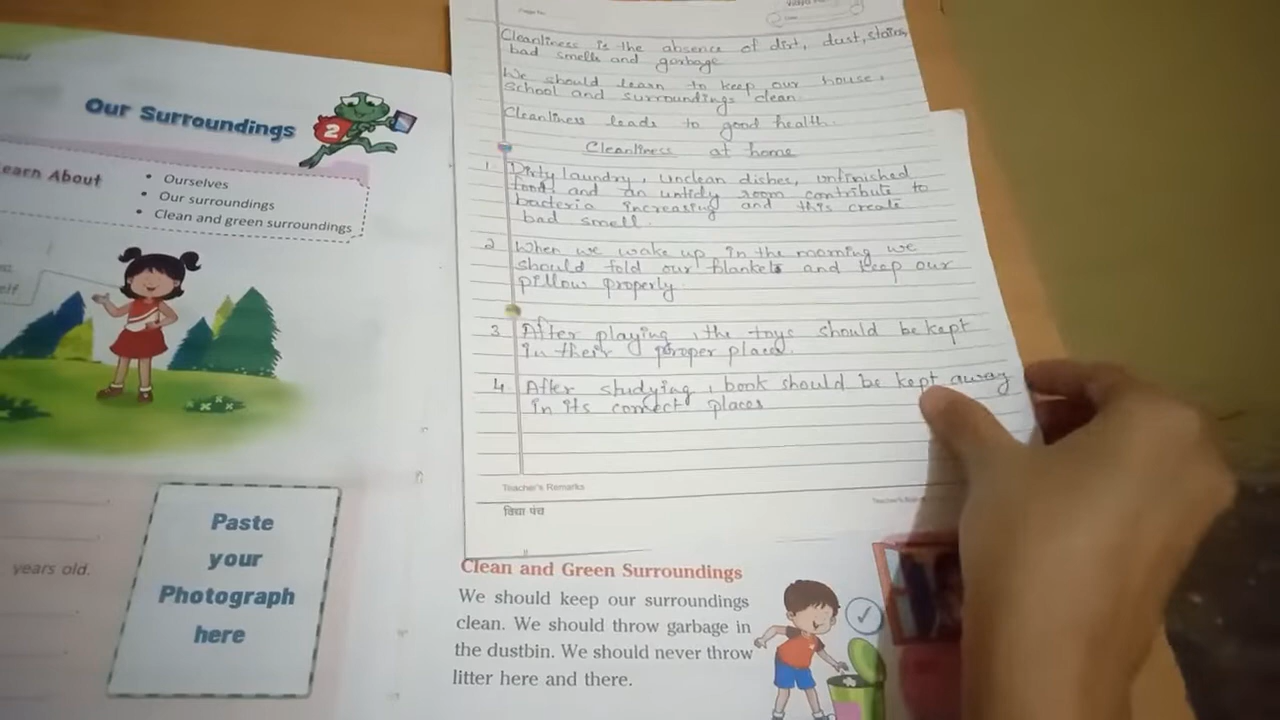 Our Surroundings
2
earn About
• Ourselves
• Our surroundings
• Clean and green surroundings
elf
years old.
Paste
your
Photograph
here
Cleanliness is the absence of dirt, dust, stains,
bad smells and garbage
We should learn to keep our house,
School and surroundings clean.
Cleanliness leads to good health.
Cleanliness at home
1 Dirty laundry, unclean dishes, unfinished
food and an untidy room contribute to
bacteria increasing and this create
bad smell.
2 When we wake up in the morning we
should fold our blankets and keep our
pillow properly.
3 After playing, the toys should be kept
in their proper place.
4. After studying, book should be kept away
in its correct places
Teacher's Remarks
विद्या पंच
Clean and Green Surroundings
We should keep our surroundings
clean. We should throw garbage in
the dustbin. We should never throw
litter here and there.